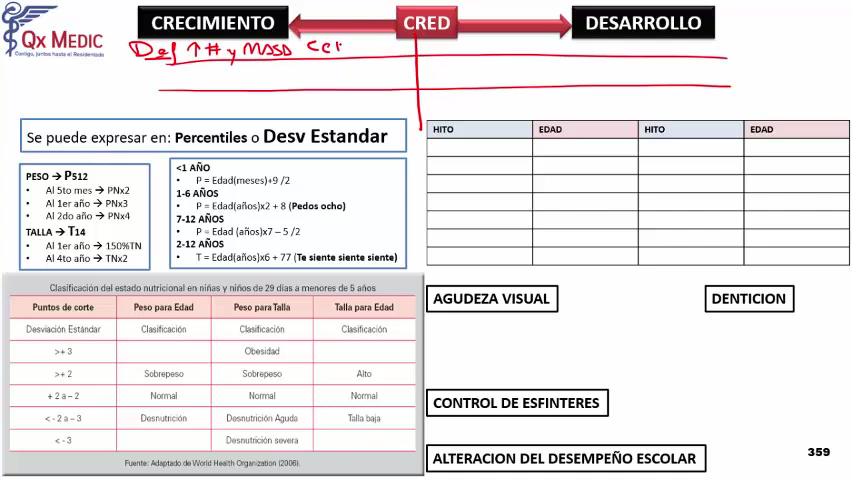 CRECIMIENTO
CRED
DESARROLLO
Qx MEDIC
Contigo, juntos hasta el Residentado
Def ↑ # y MASA
Se puede expresar en: Percentiles o Desv Estandar
PESO → P512
• Al 5to mes → PNx2
• Al 1er año → PNx3
• Al 2do año → PNx4
TALLA → T14
• Al 1er año → 150%TN
• Al 4to año → TNx2
<1 AÑO
• P = Edad(meses)+9 /2
1-6 AÑOS
• P = Edad(años)x2 + 8 (Pedos ocho)
7-12 AÑOS
• P = Edad (años)x7 – 5 /2
2-12 AÑOS
• T = Edad(años)x6 + 77 (Te siente siente siente)
HITO EDAD HITO EDAD
Clasificación del estado nutricional en niñas y niños de 29 días a menores de 5 años
Puntos de corte Peso para Edad Peso para Talla Talla para Edad
Desviación Estándar Clasificación Clasificación Clasificación
>+ 3 Obesidad
>+ 2 Sobrepeso Sobrepeso Alto
+ 2 a – 2 Normal Normal Normal
< - 2 a – 3 Desnutrición Desnutrición Aguda Talla baja
< - 3 Desnutrición severa
Fuente: Adaptado de World Health Organization (2006).
AGUDEZA VISUAL
DENTICION
CONTROL DE ESFINTERES
ALTERACION DEL DESEMPEÑO ESCOLAR
359